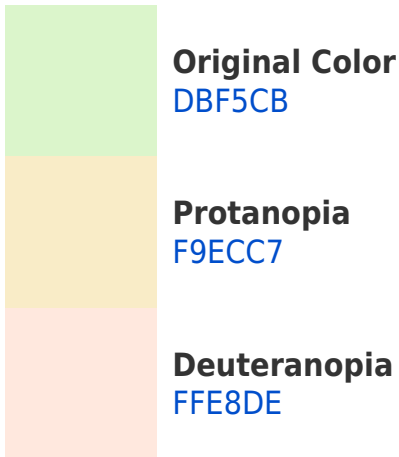 Original Color
DBF5CB
Protanopia
F9ECC7
Deuteranopia
FFE8DE